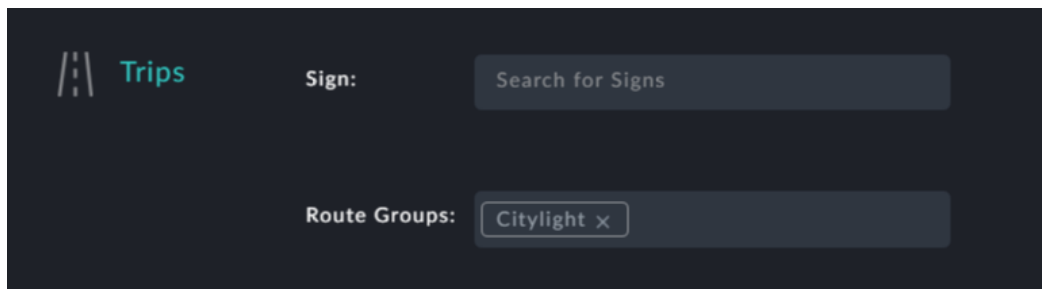 Trips
Sign:
Search for Signs
Route Groups:
Citylight ×